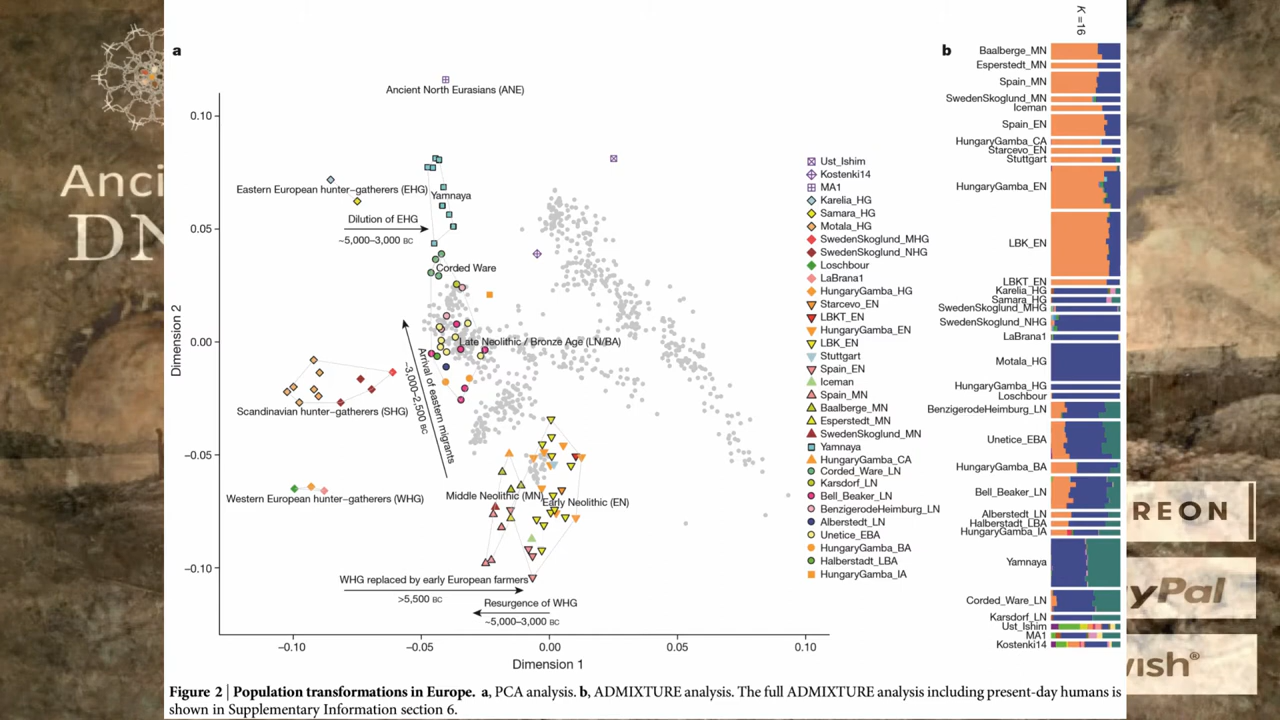 a
b
K =16
Ancient North Eurasians (ANE)
Eastern European hunter–gatherers (EHG)
Yamnaya
Dilution of EHG
~5,000–3,000 BC
Corded Ware
Late Neolithic / Bronze Age (LN/BA)
Arrival of eastern migrants
~3,000–2,500 BC
Scandinavian hunter–gatherers (SHG)
Western European hunter–gatherers (WHG)
Middle Neolithic (MN)
Early Neolithic (EN)
WHG replaced by early European farmers
>5,500 BC
Resurgence of WHG
~5,000–3,000 BC
Dimension 2
0.10
0.05
0.00
−0.05
−0.10
−0.10
−0.05
0.00
0.05
0.10
Dimension 1
Ust_Ishim
Kostenki14
MA1
Karelia_HG
Samara_HG
Motala_HG
SwedenSkoglund_MHG
SwedenSkoglund_NHG
Loschbour
LaBrana1
HungaryGamba_HG
Starcevo_EN
LBKT_EN
HungaryGamba_EN
LBK_EN
Stuttgart
Spain_EN
Iceman
Spain_MN
Baalberge_MN
Esperstedt_MN
SwedenSkoglund_MN
Yamnaya
HungaryGamba_CA
Corded_Ware_LN
Karsdorf_LN
Bell_Beaker_LN
BenzigerodeHeimburg_LN
Alberstedt_LN
Unetice_EBA
HungaryGamba_BA
Halberstadt_LBA
HungaryGamba_IA
Baalberge_MN
Esperstedt_MN
Spain_MN
SwedenSkoglund_MN
Iceman
Spain_EN
HungaryGamba_CA
Starcevo_EN
Stuttgart
HungaryGamba_EN
LBK_EN
LBKT_EN
Karelia_HG
Samara_HG
SwedenSkoglund_MHG
SwedenSkoglund_NHG
LaBrana1
Motala_HG
HungaryGamba_HG
Loschbour
BenzigerodeHeimburg_LN
Unetice_EBA
HungaryGamba_BA
Bell_Beaker_LN
Alberstedt_LN
Halberstadt_LBA
HungaryGamba_IA
Yamnaya
Corded_Ware_LN
Karsdorf_LN
Ust_Ishim
MA1
Kostenki14
Figure 2 | Population transformations in Europe. a, PCA analysis. b, ADMIXTURE analysis. The full ADMIXTURE analysis including present-day humans is
shown in Supplementary Information section 6.
Anci
DN
REON
yPal
vish®